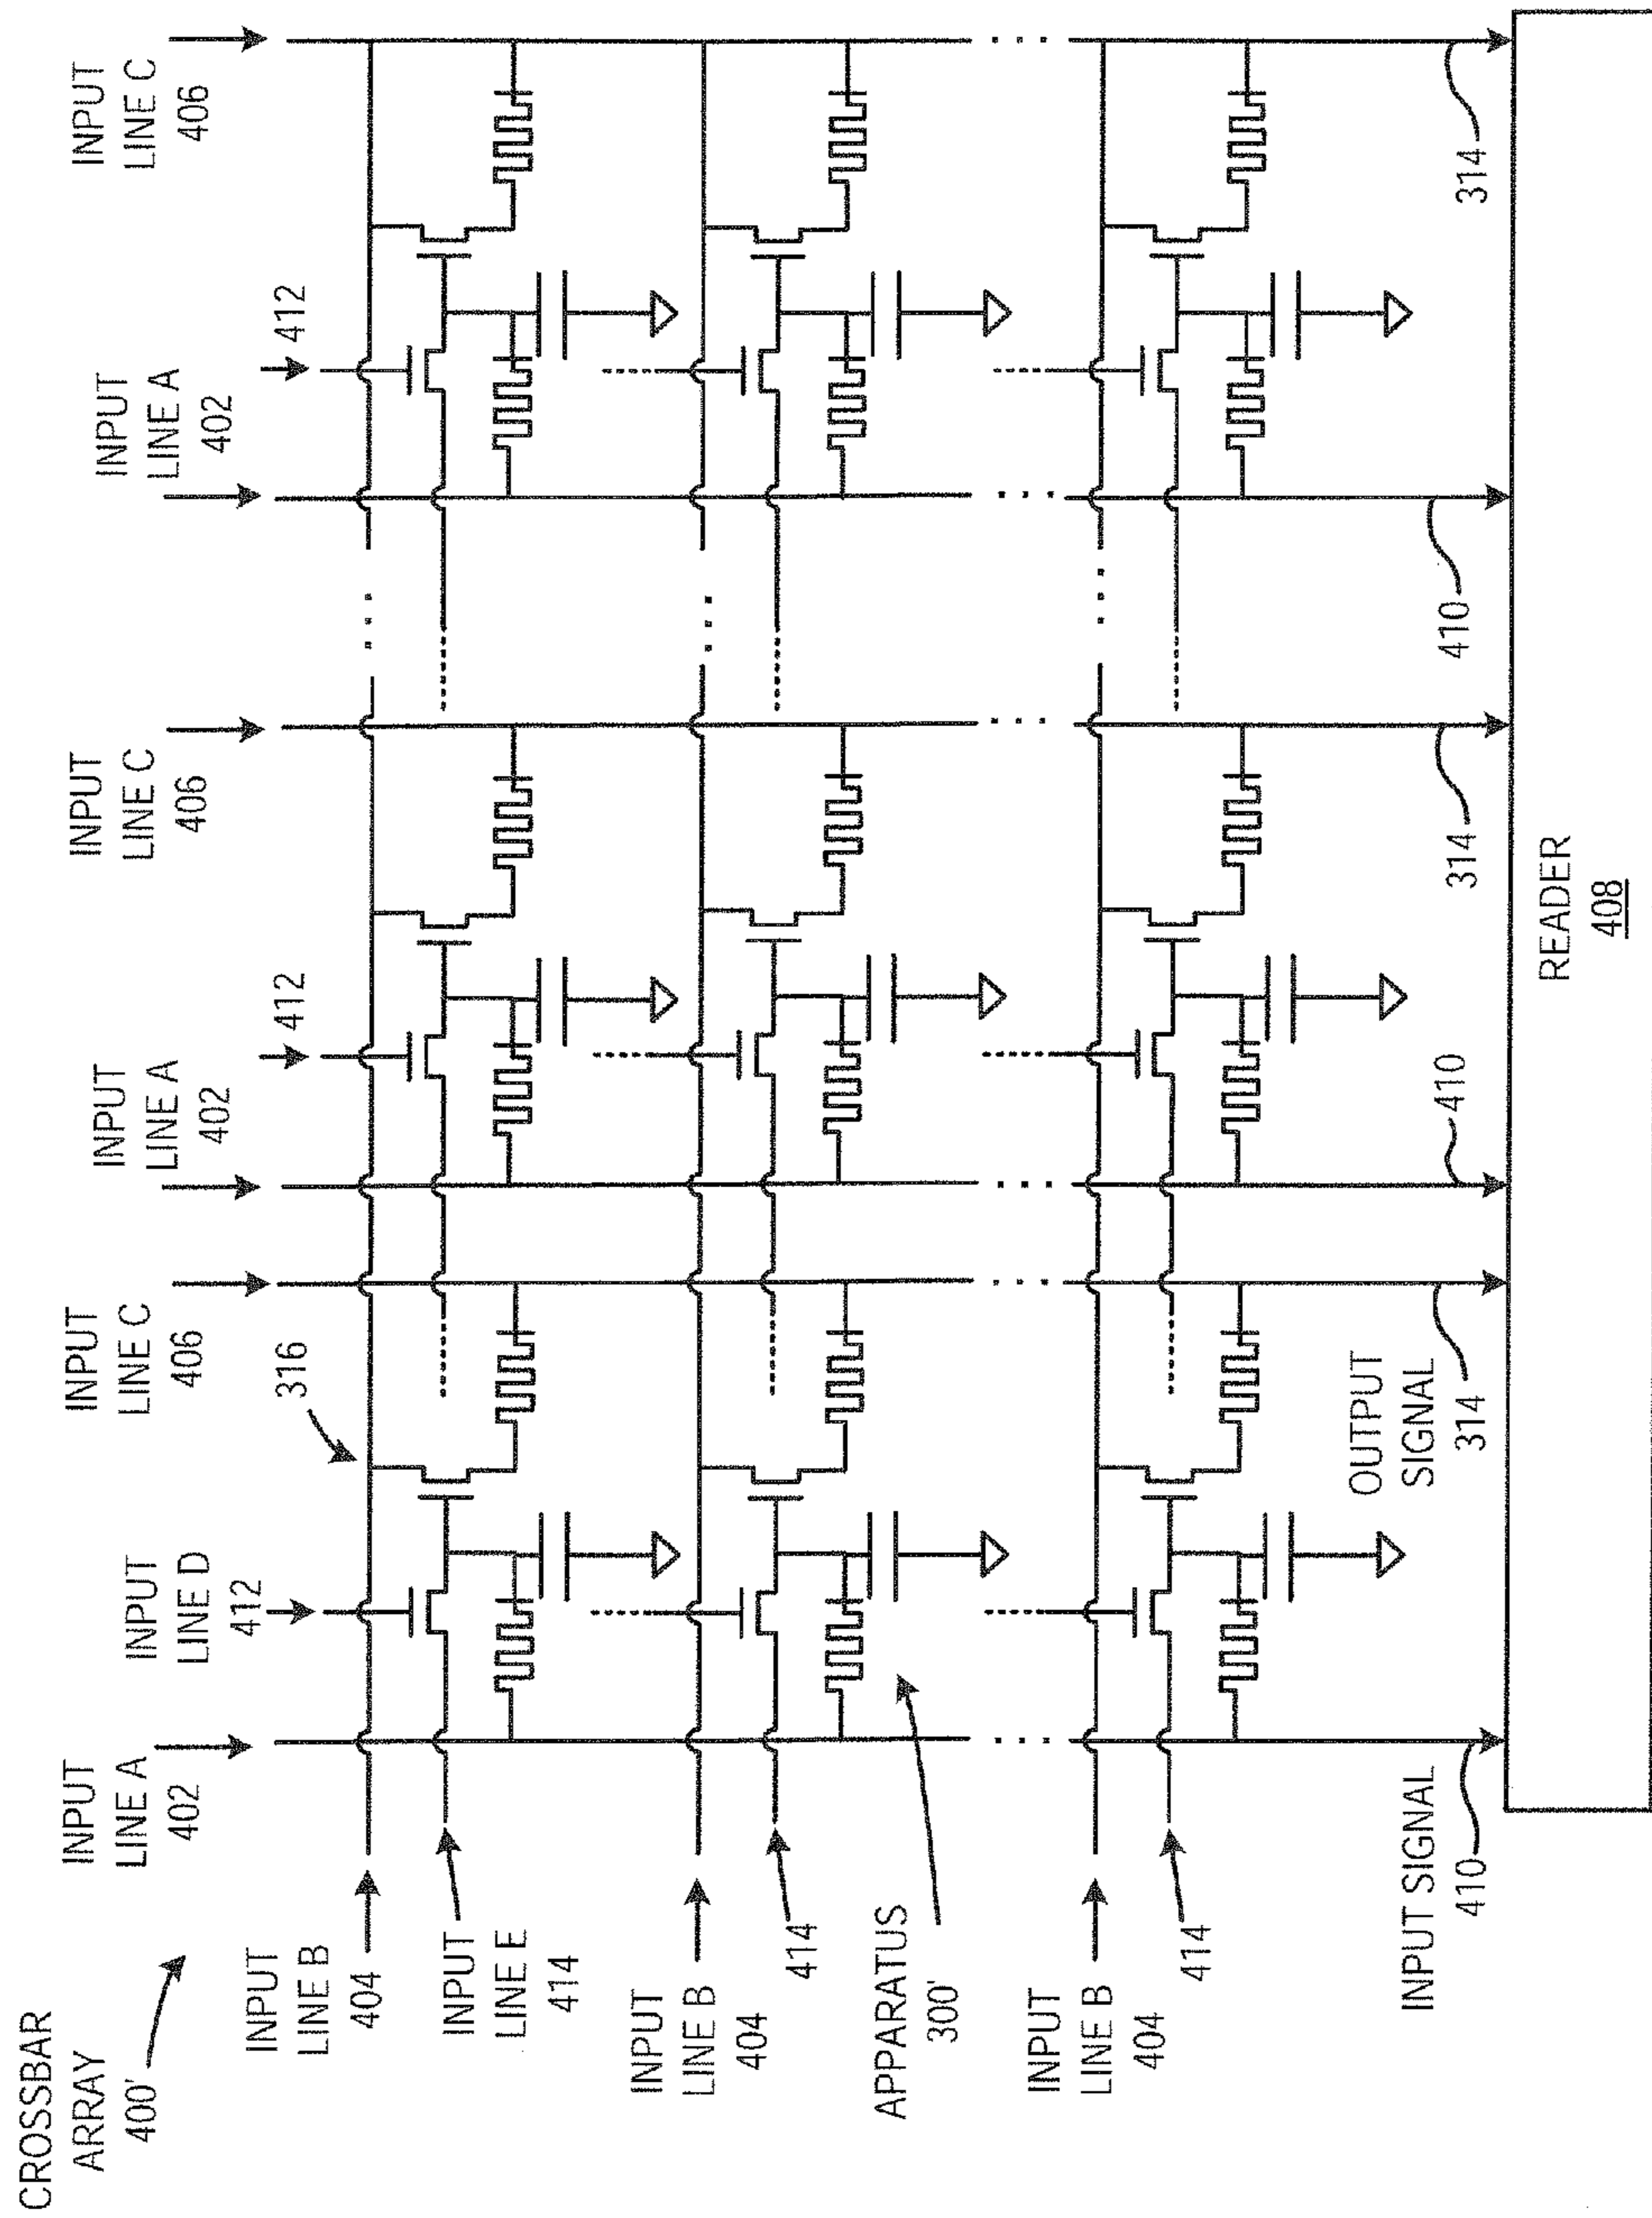 CROSSBAR
ARRAY
400'
INPUT
LINE A
402
INPUT
LINE D
412
316
INPUT
LINE C
406
INPUT
LINE A
402
412
INPUT
LINE C
406
INPUT
LINE A
402
412
INPUT
LINE C
406
INPUT
LINE B
404
INPUT
LINE E
414
INPUT
LINE B
404
414
APPARATUS
300'
INPUT
LINE B
404
414
INPUT SIGNAL
410
OUTPUT
SIGNAL
314
410
314
410
314
READER
408